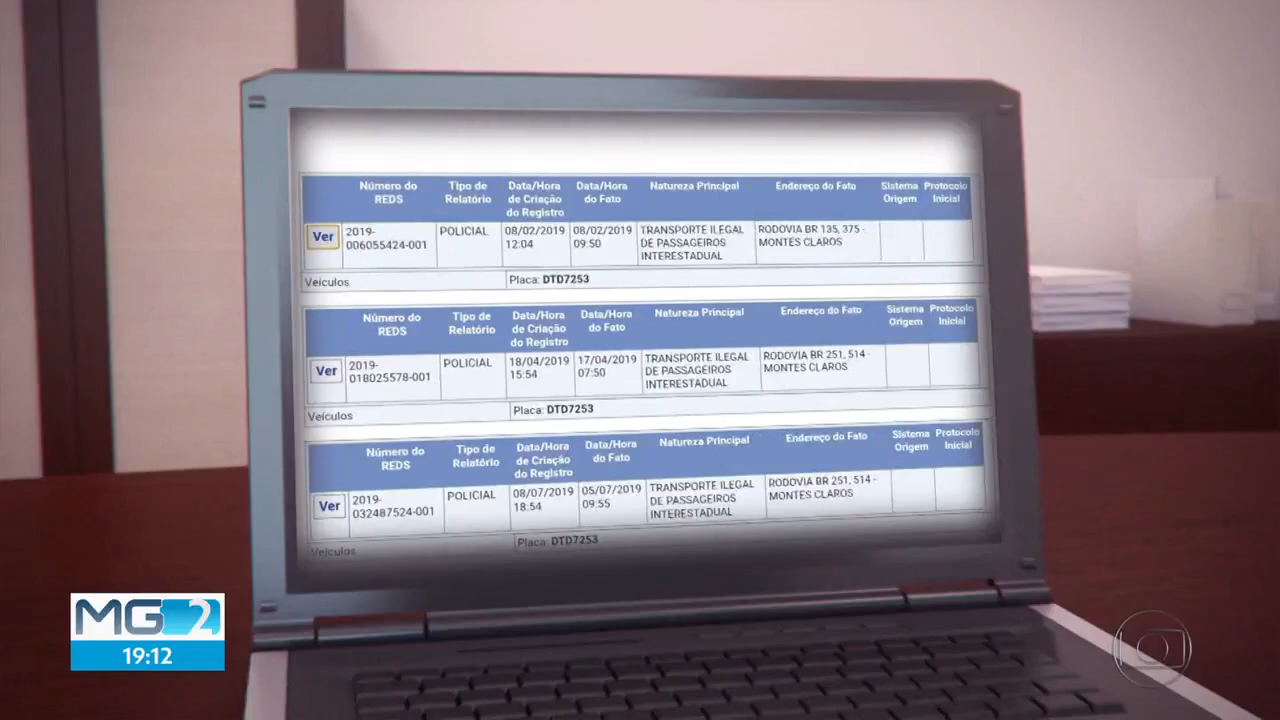 Número do REDS Tipo de Relatório Data/Hora de Criação do Registro Data/Hora do Fato Natureza Principal Endereço do Fato Sistema Origem Protocolo Inicial
Ver 2019-006055424-001 POLICIAL 08/02/2019 12:04 08/02/2019 09:50 TRANSPORTE ILEGAL DE PASSAGEIROS INTERESTADUAL RODOVIA BR 135, 375 - MONTES CLAROS
Veículos Placa: DTD7253
Número do REDS Tipo de Relatório Data/Hora de Criação do Registro Data/Hora do Fato Natureza Principal Endereço do Fato Sistema Origem Protocolo Inicial
Ver 2019-018025578-001 POLICIAL 18/04/2019 15:54 17/04/2019 07:50 TRANSPORTE ILEGAL DE PASSAGEIROS INTERESTADUAL RODOVIA BR 251, 514 - MONTES CLAROS
Veículos Placa: DTD7253
Número do REDS Tipo de Relatório Data/Hora de Criação do Registro Data/Hora do Fato Natureza Principal Endereço do Fato Sistema Origem Protocolo Inicial
Ver 2019-032487524-001 POLICIAL 08/07/2019 18:54 05/07/2019 09:55 TRANSPORTE ILEGAL DE PASSAGEIROS INTERESTADUAL RODOVIA BR 251, 514 - MONTES CLAROS
Veículos Placa: DTD7253
MG2
19:12